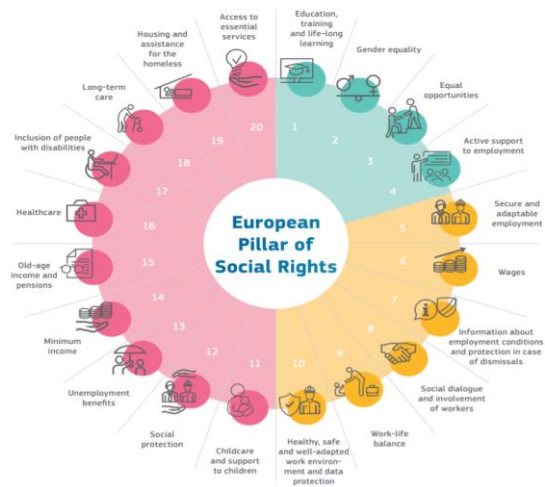 European
Pillar of
Social Rights
1
Education,
training
and life-long
learning
2
Gender equality
3
Equal
opportunities
4
Active support
to employment
5
Secure and
adaptable
employment
6
Wages
7
Information about
employment conditions
and protection in case
of dismissals
8
Social dialogue
and involvement
of workers
9
Work-life
balance
10
Healthy, safe
and well-adapted
work environ-
ment and data
protection
11
Childcare
and support
to children
12
Social
protection
13
Unemployment
benefits
14
Minimum
income
15
Old-age
income and
pensions
16
Healthcare
17
Inclusion of people
with disabilities
18
Long-term
care
19
Housing and
assistance
for the
homeless
20
Access to
essential
services